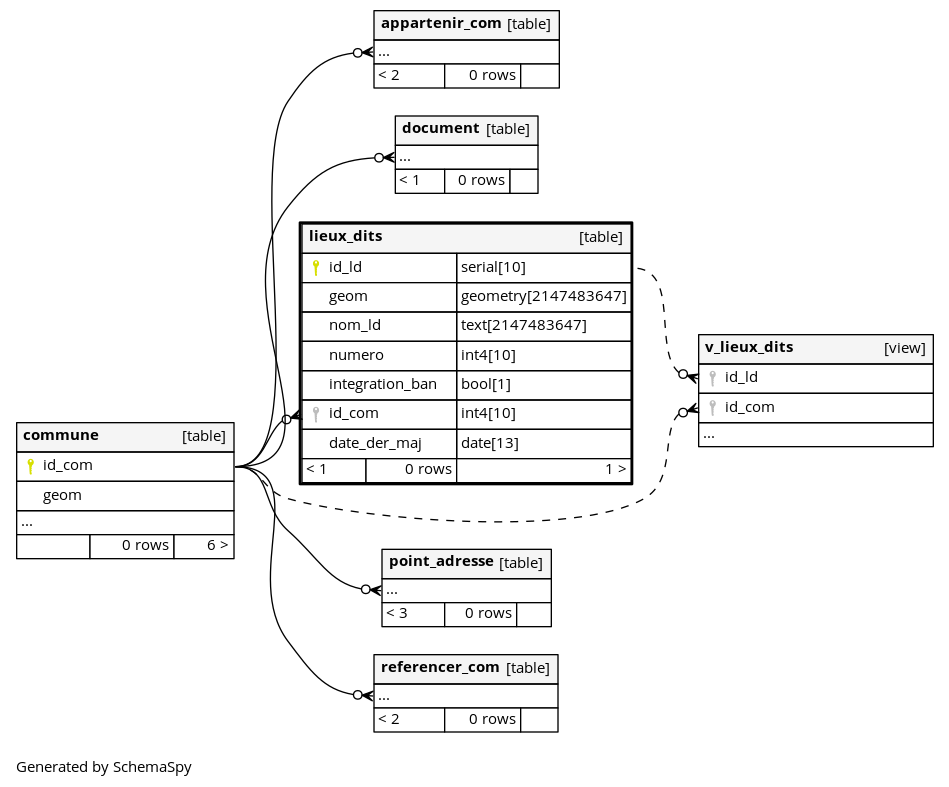 appartenir_com [table]
...
< 2 0 rows
document [table]
...
< 1 0 rows
lieux_dits [table]
id_ld serial[10]
geom geometry[2147483647]
nom_ld text[2147483647]
numero int4[10]
integration_ban bool[1]
id_com int4[10]
date_der_maj date[13]
< 1 0 rows 1 >
v_lieux_dits [view]
id_ld
id_com
...
commune [table]
id_com
geom
...
0 rows 6 >
point_adresse [table]
...
< 3 0 rows
referencer_com [table]
...
< 2 0 rows
Generated by SchemaSpy